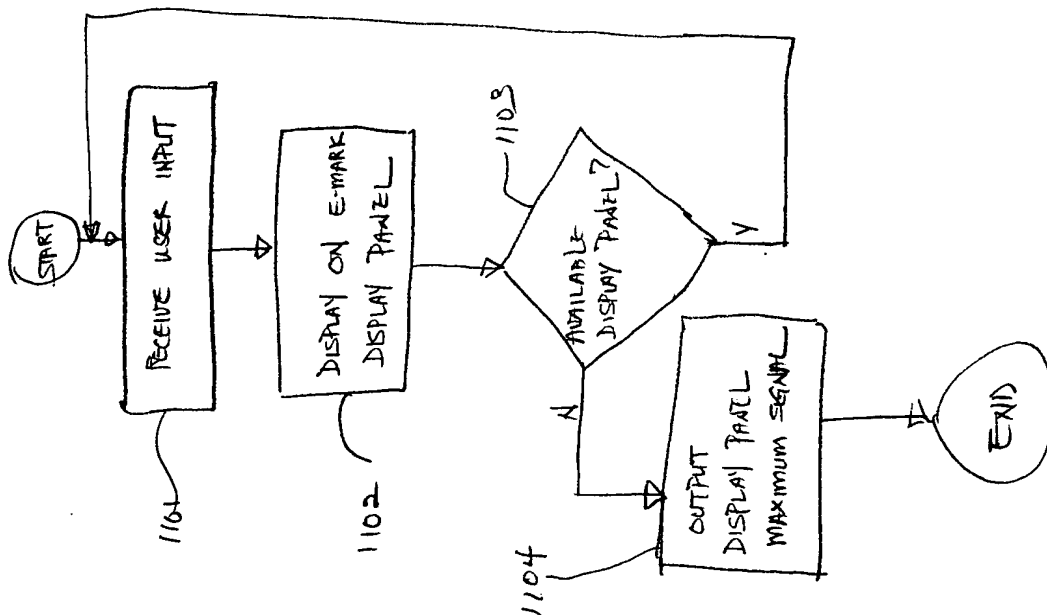 START
RECEIVE USER INPUT
1101
DISPLAY ON E-MARK
DISPLAY PANEL
1102
AVAILABLE
DISPLAY PANEL?
1103
Y
N
OUTPUT
DISPLAY PANEL
MAXIMUM SIGNAL
1104
END